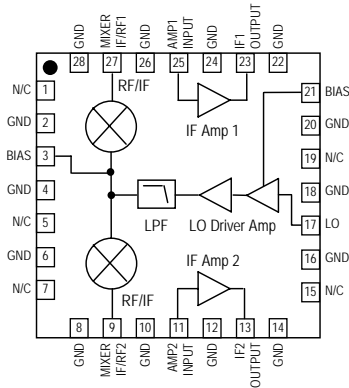 GND
MIXER
IF/RF1
GND
AMP1
INPUT
GND
IF1
OUTPUT
GND
28
27
26
25
24
23
22
N/C 1
GND 2
BIAS 3
GND 4
N/C 5
GND 6
N/C 7
21 BIAS
20 GND
19 N/C
18 GND
17 LO
16 GND
15 N/C
RF/IF
IF Amp 1
LPF
LO Driver Amp
IF Amp 2
RF/IF
8
9
10
11
12
13
14
GND
MIXER
IF/RF2
GND
AMP2
INPUT
GND
IF2
OUTPUT
GND